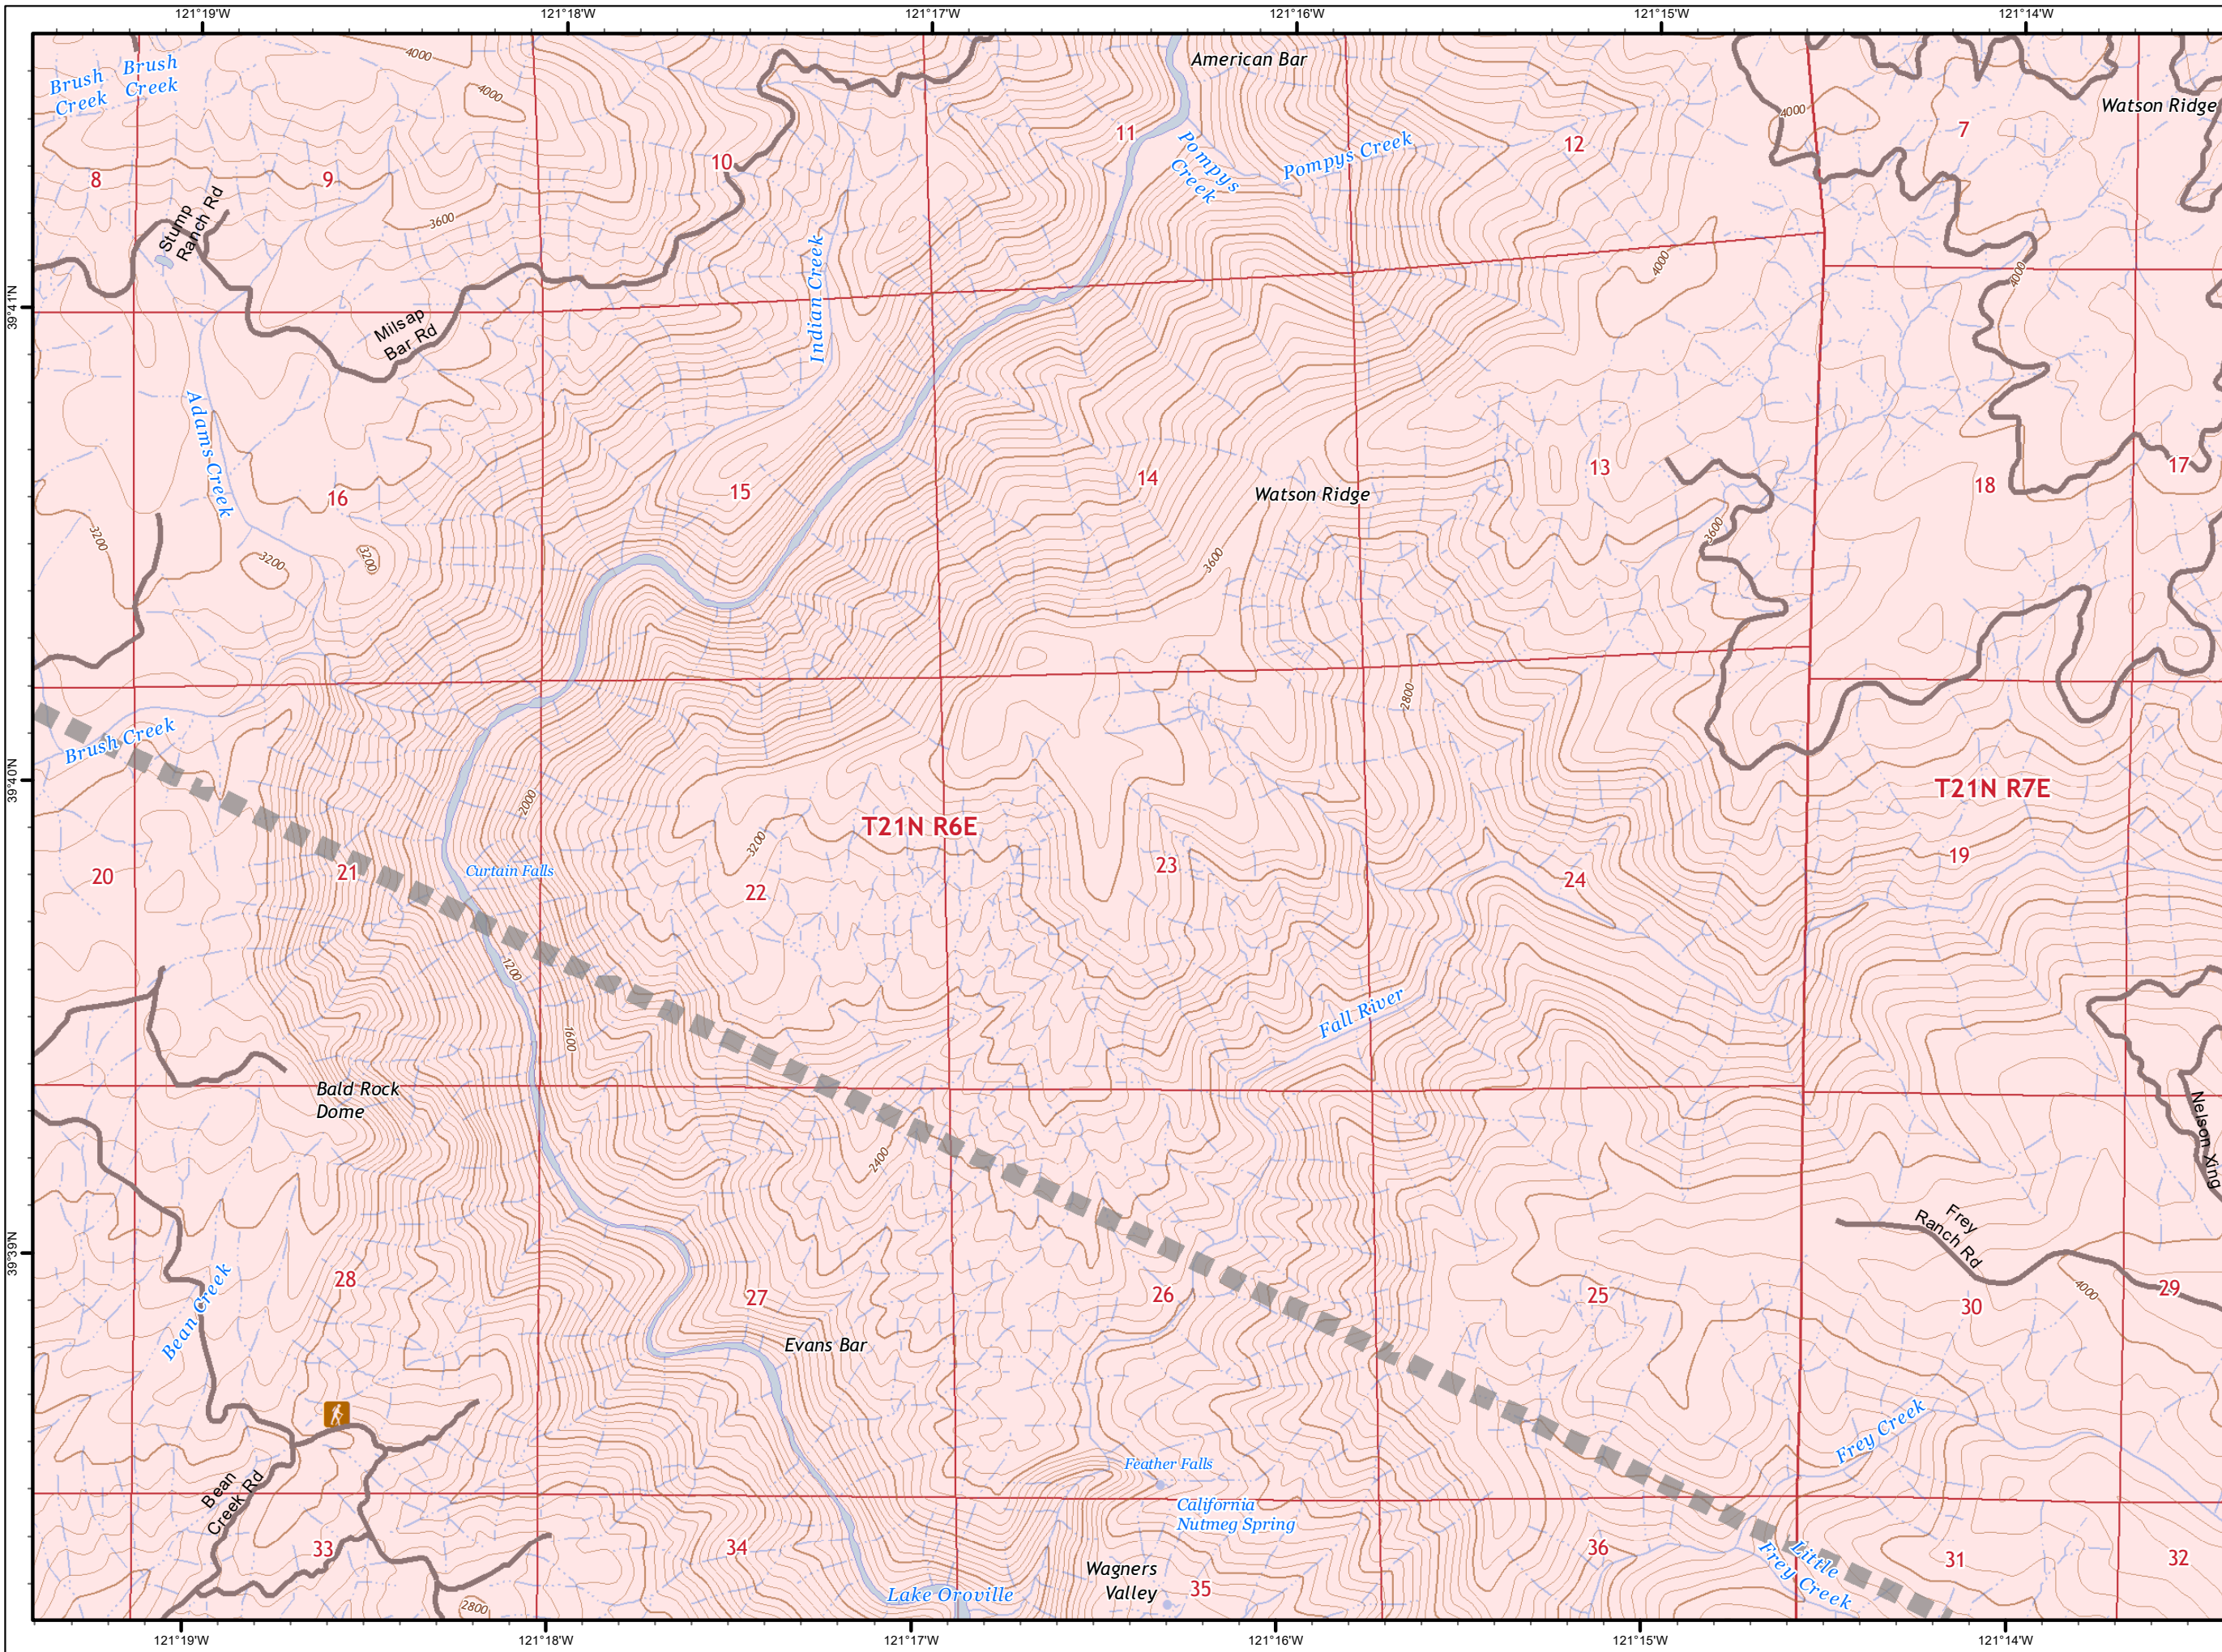 121°19'W
121°18'W
121°17'W
121°16'W
121°15'W
121°14'W
4000
American Bar
Brush
Creek
Brush
Creek
4000
4000
Watson Ridge
11
7
12
Pompys
Creek
Pompys Creek
10
8
9
Stump
Ranch Rd
3600
4000
4000
Indian Creek
39°41'N
Milsap
Bar Rd
Adams Creek
17
13
14
18
15
16
Watson Ridge
3200
3200
3200
3600
3600
2800
Brush Creek
39°40'N
T21N R7E
2000
T21N R6E
3200
19
23
21
Curtain Falls
20
24
22
1200
Fall River
1600
Bald Rock
Dome
Nelson Xing
2400
Frey
Ranch Rd
39°39'N
28
4000
29
26
25
27
30
Bean Creek
Evans Bar
Frey Creek
Feather Falls
Bean
Creek Rd
California
Nutmeg Spring
33
34
36
Little
Frey Creek
31
32
Wagners
Valley
35
Lake Oroville
2800
121°19'W
121°18'W
121°17'W
121°16'W
121°15'W
121°14'W